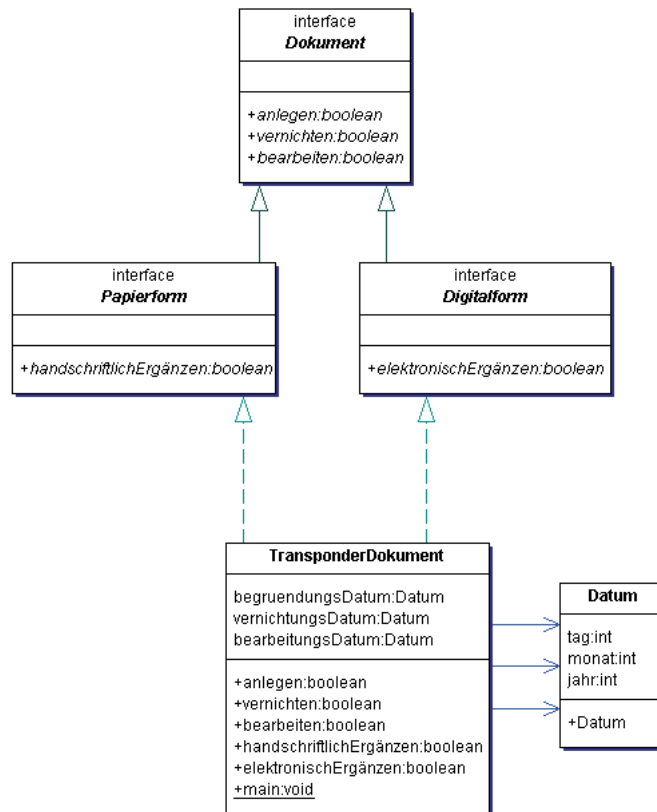 interface
Dokument
+anlegen:boolean
+vernichten:boolean
+bearbeiten:boolean
interface
Papierform
+handschriftlichErgänzen:boolean
interface
Digitalform
+elektronischErgänzen:boolean
TransponderDokument
begruendungsDatum:Datum
vernichtungsDatum:Datum
bearbeitungsDatum:Datum
+anlegen:boolean
+vernichten:boolean
+bearbeiten:boolean
+handschriftlichErgänzen:boolean
+elektronischErgänzen:boolean
+main:void
Datum
tag:int
monat:int
jahr:int
+Datum